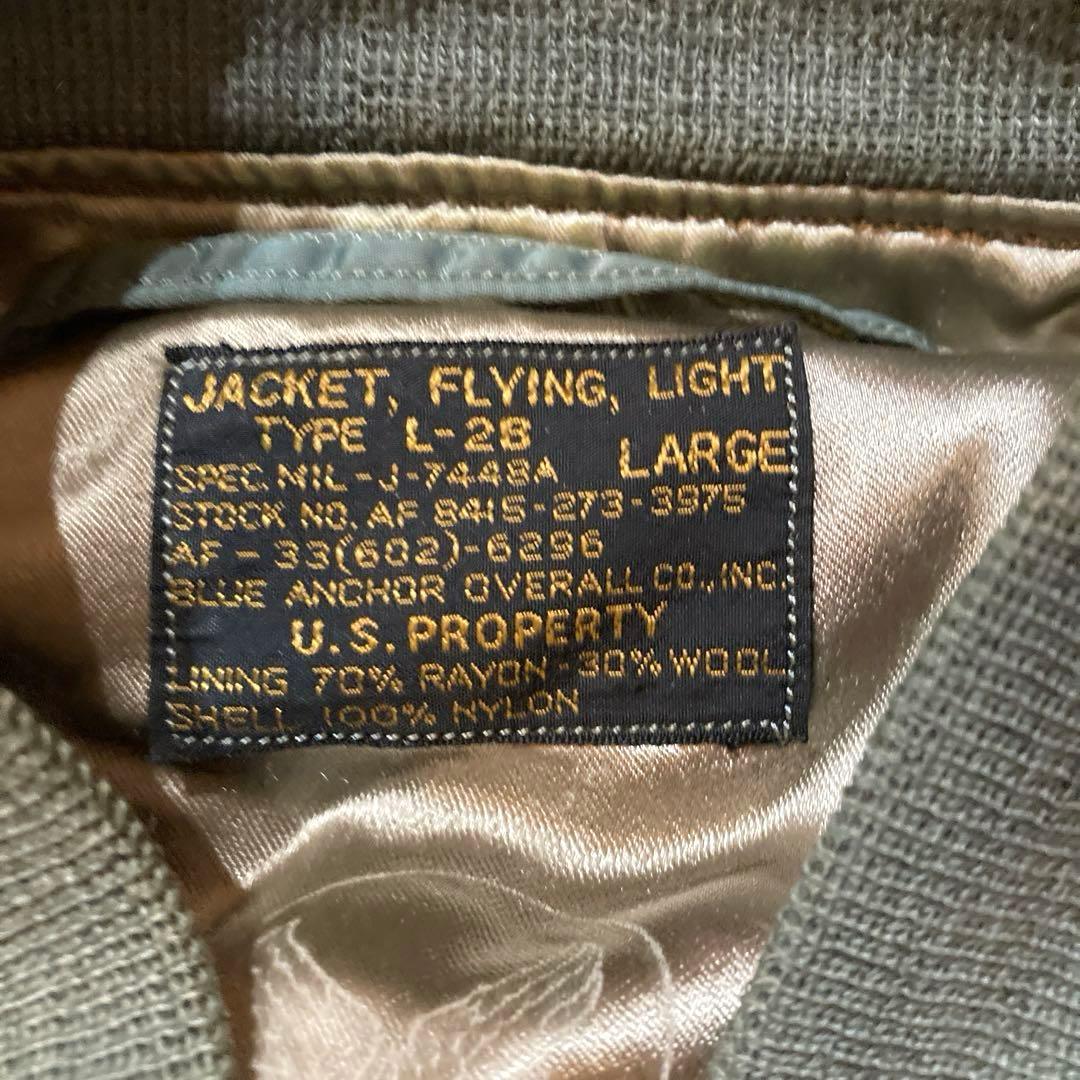 JACKET, FLYING, LIGHT
TYPE L-2B LARGE
SPEC. MIL-J-7448A
STOCK NO. AF 8415-273-3975
AF-33(602)-6296
BLUE ANCHOR OVERALL CO., INC.
U.S. PROPERTY
LINING 70% RAYON-30% WOOL
SHELL 100% NYLON